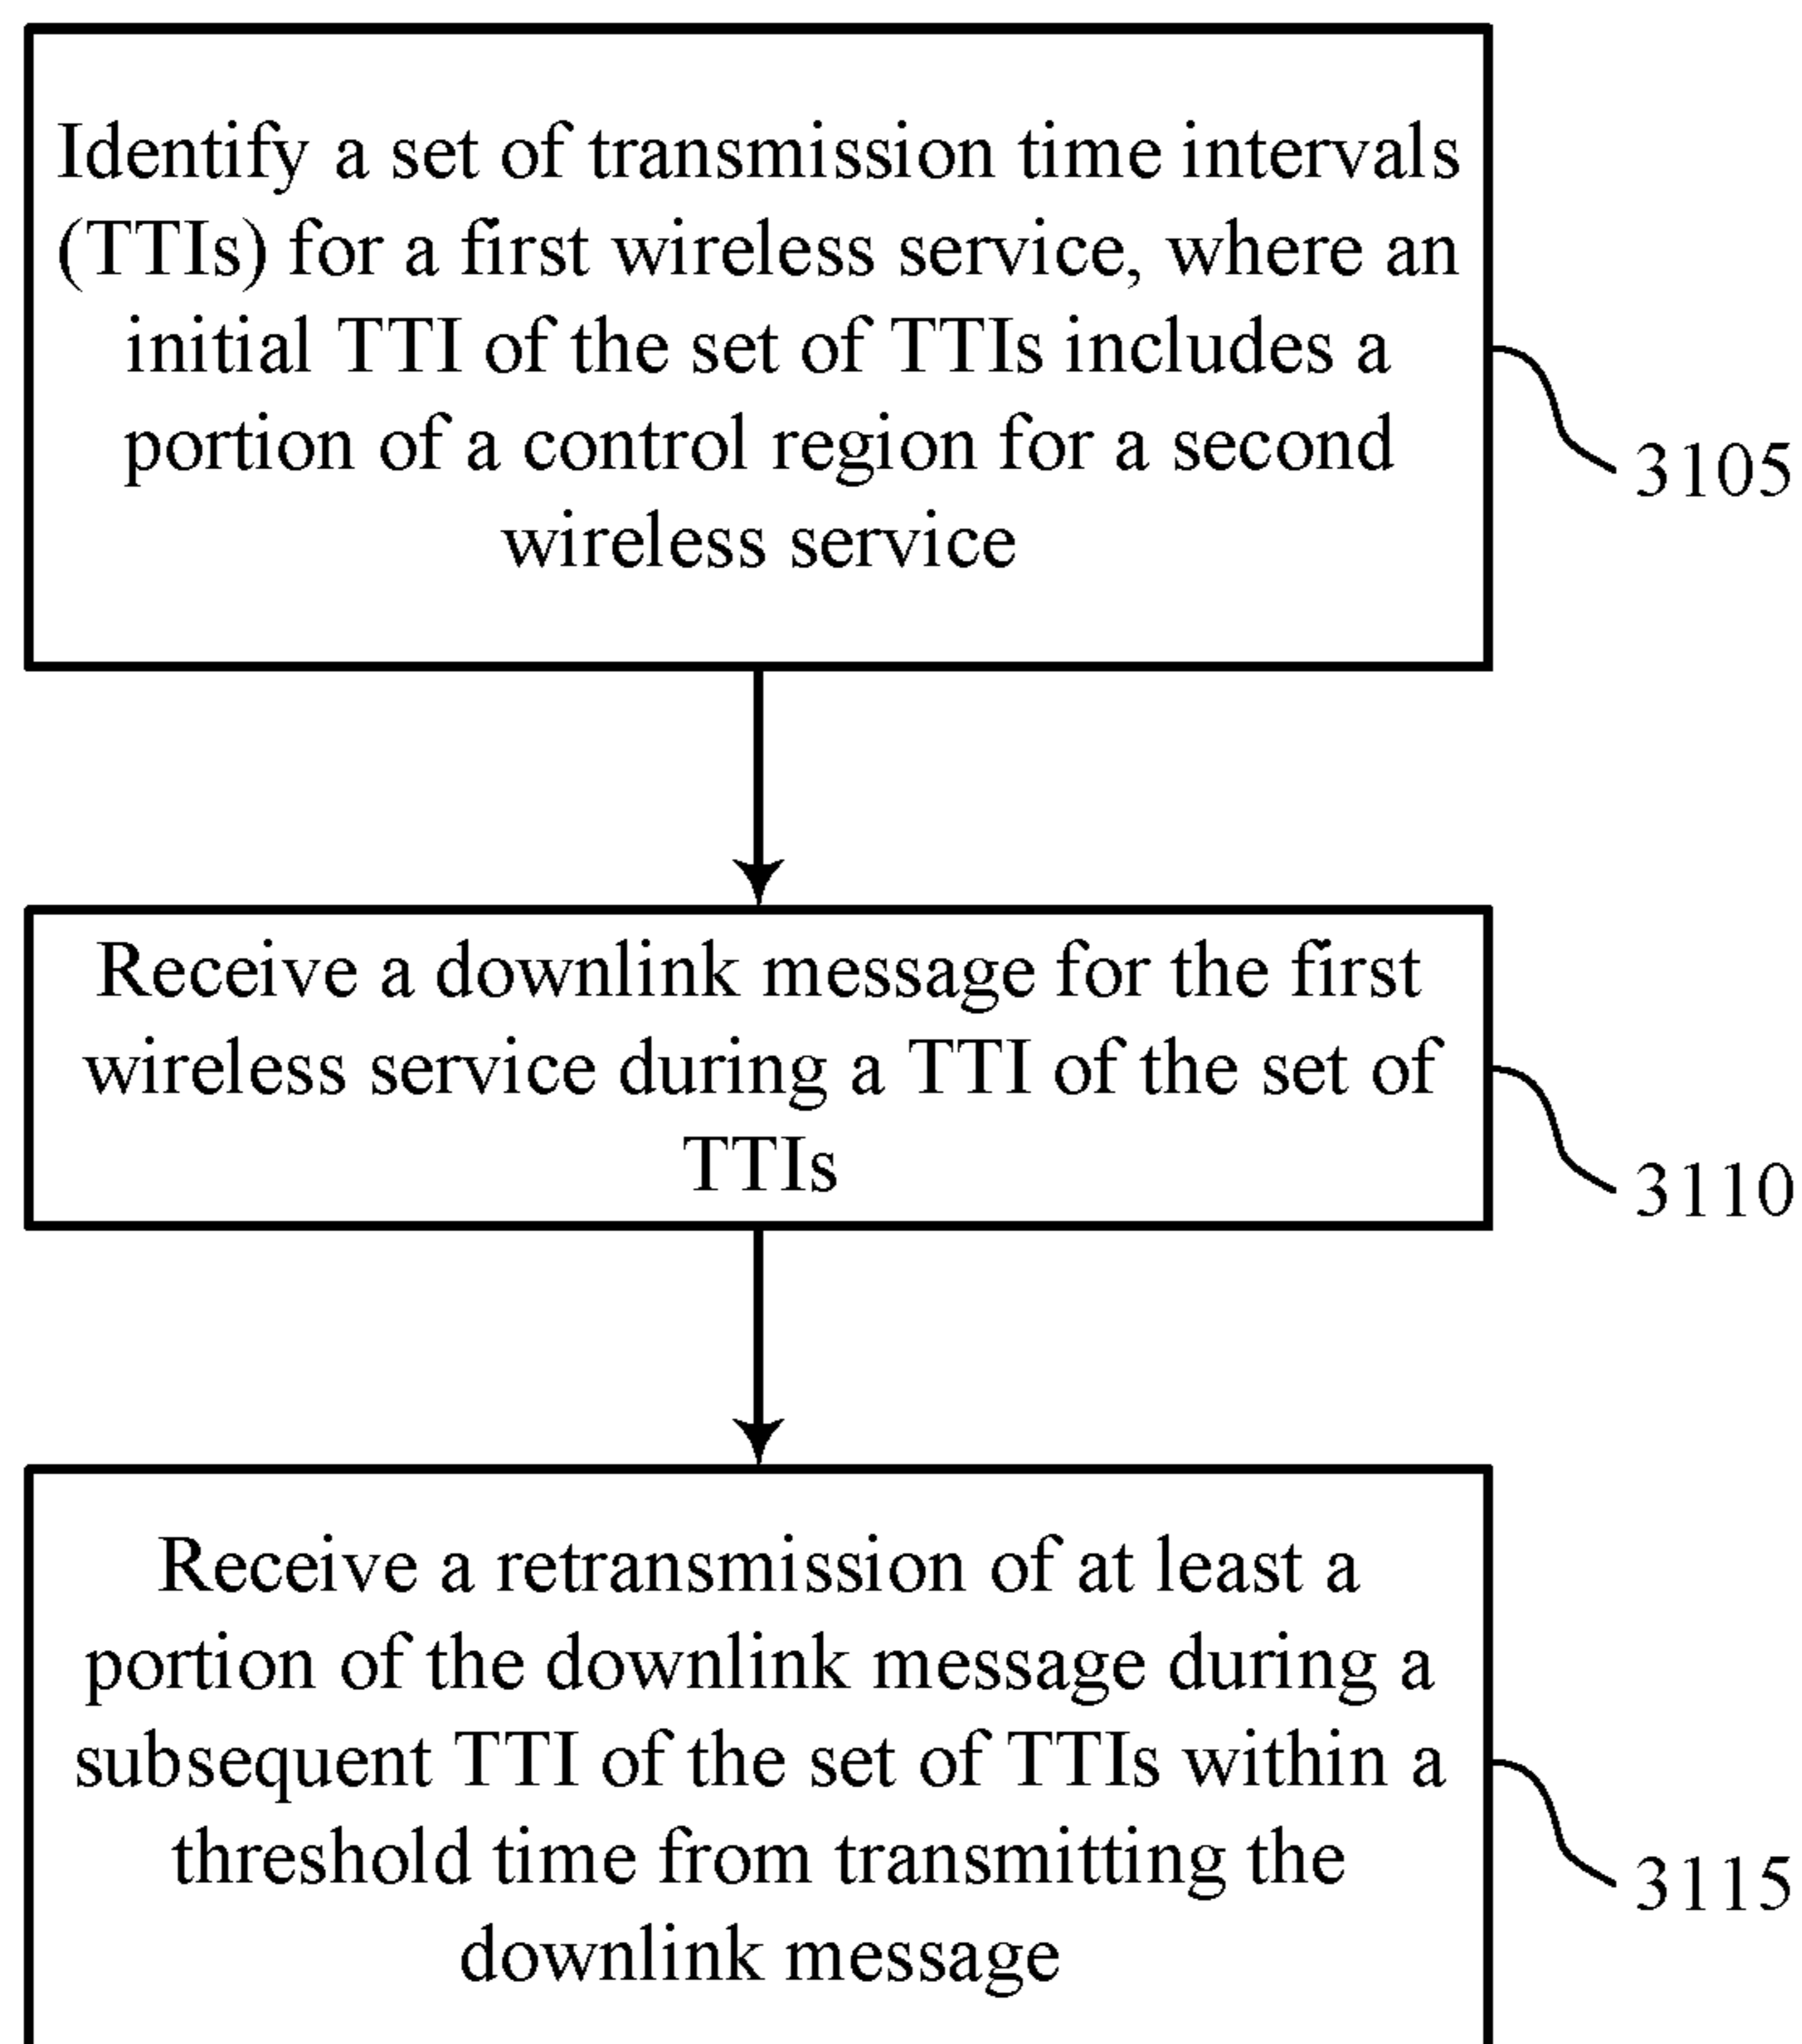 Identify a set of transmission time intervals
(TTIs) for a first wireless service, where an
initial TTI of the set of TTIs includes a
portion of a control region for a second
wireless service
3105
Receive a downlink message for the first
wireless service during a TTI of the set of
TTIs
3110
Receive a retransmission of at least a
portion of the downlink message during a
subsequent TTI of the set of TTIs within a
threshold time from transmitting the
downlink message
3115